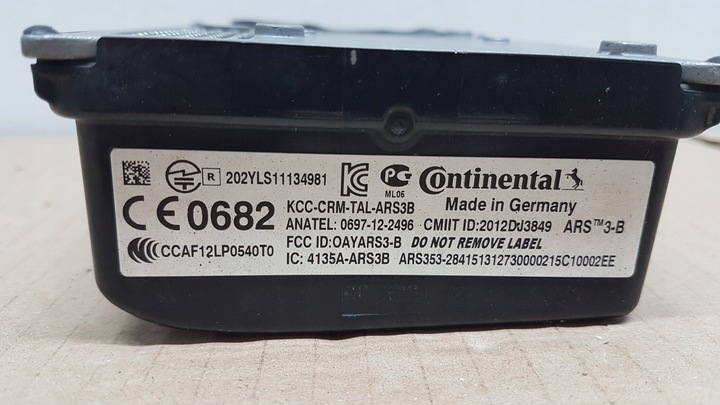 R 202YLS11134981
ML05
Continental
Made in Germany
CE0682 KCC-CRM-TAL-ARS3B
ANATEL: 0697-12-2496 CMIIT ID:2012DJ3849 ARS™3-B
FCC ID:OAYARS3-B DO NOT REMOVE LABEL
CCAF12LP0540T0
IC: 4135A-ARS3B ARS353-284151312730000215C10002EE